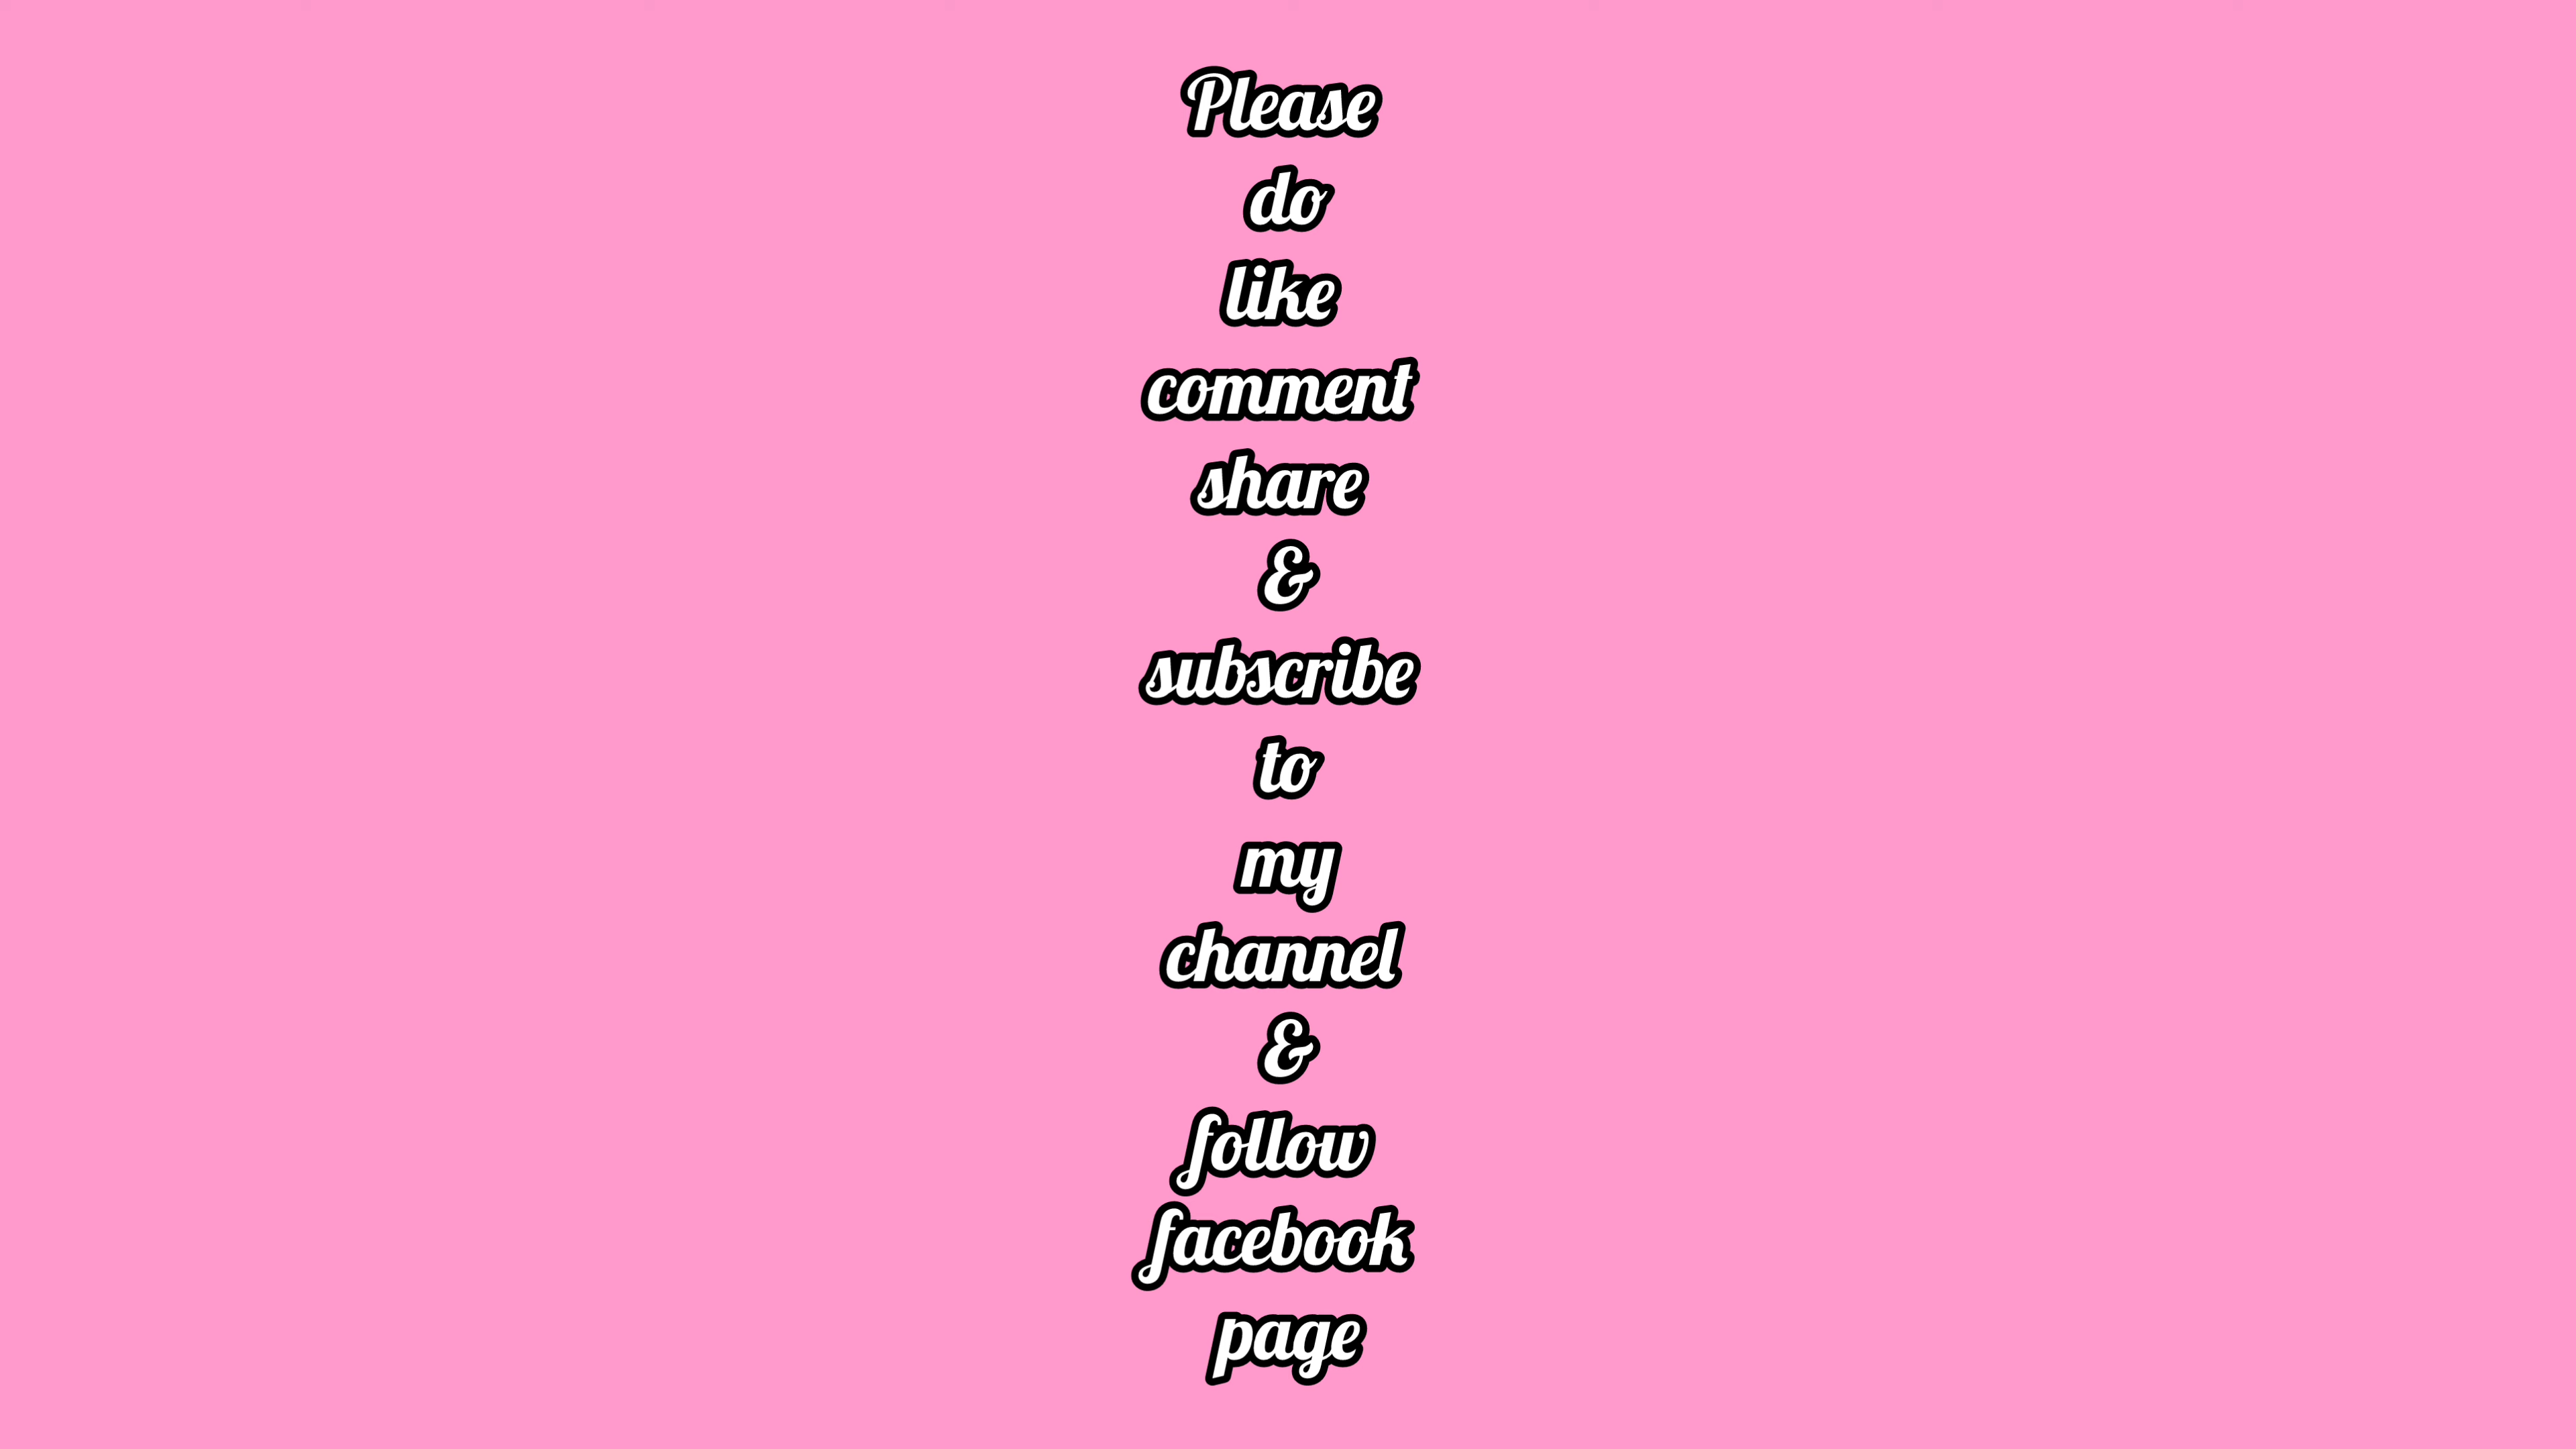 Please
do
like
comment
share
&
subscribe
to
my
channel
&
follow
facebook
page